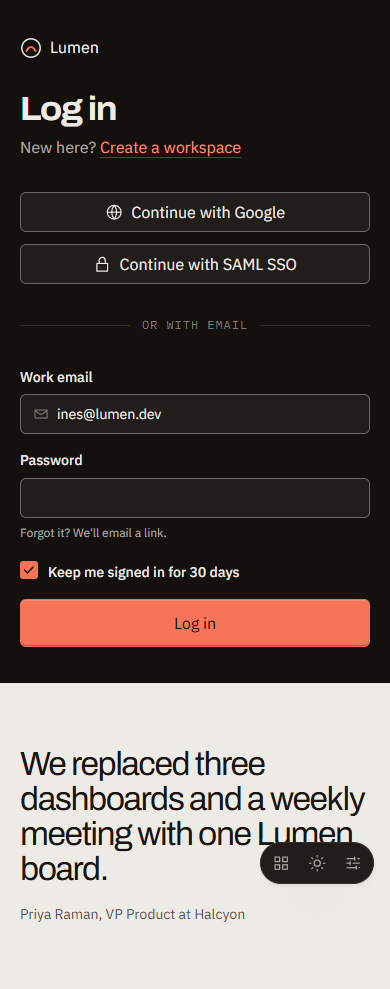 Lumen
Log in
New here? Create a workspace
Continue with Google
Continue with SAML SSO
OR WITH EMAIL
Work email
ines@lumen.dev
Password
Forgot it? We'll email a link.
Keep me signed in for 30 days
Log in
We replaced three
dashboards and a weekly
meeting with one Lumen
board.
Priya Raman, VP Product at Halcyon